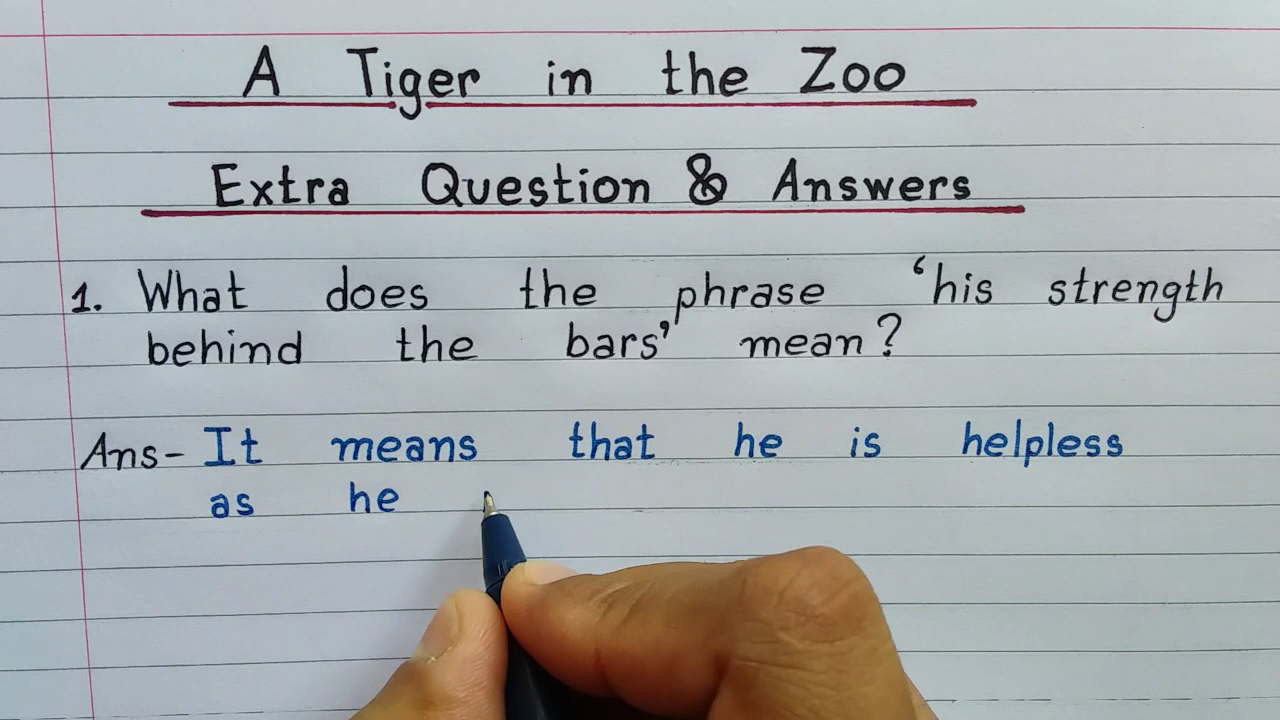 A Tiger in the Zoo
Extra Question & Answers
1. What does the phrase ‘his strength
behind the bars’ mean?
Ans- It means that he is helpless
as he